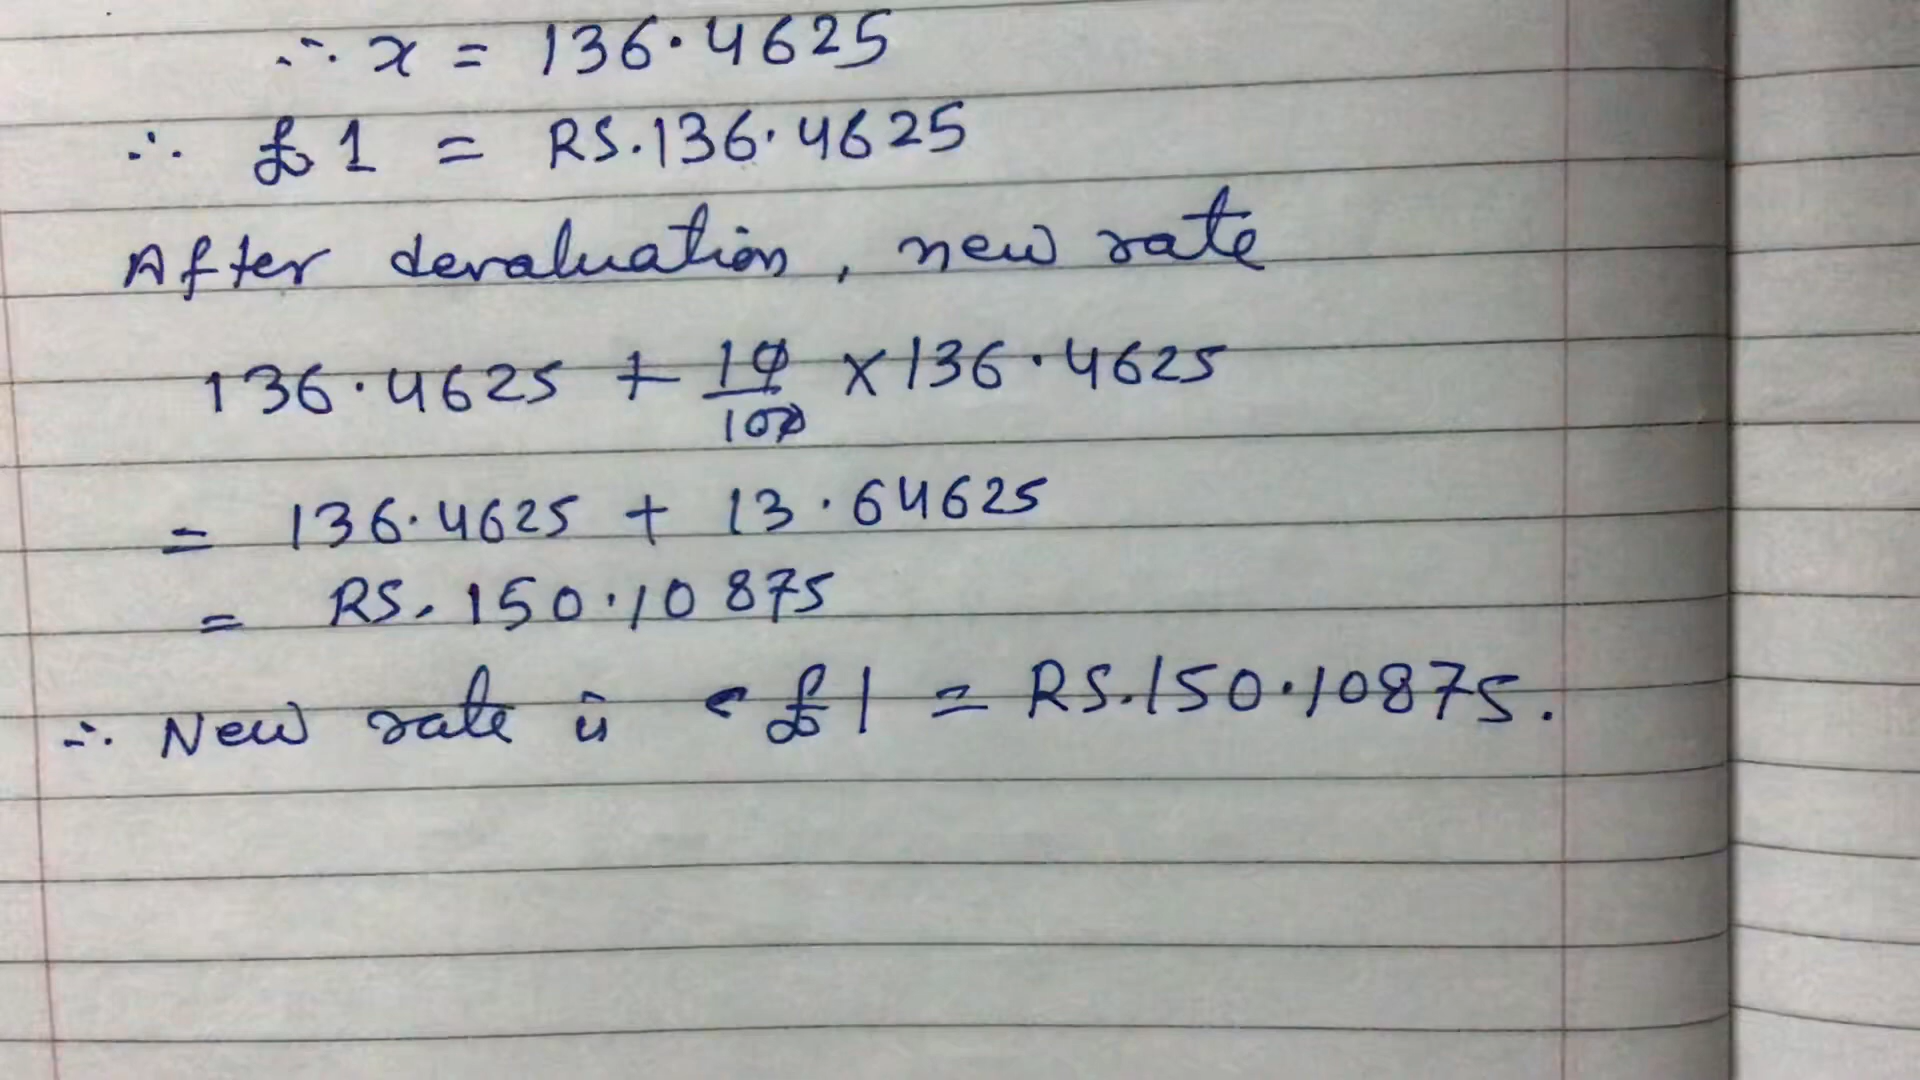 ∴ x = 136.4625
∴ £1 = RS.136.4625
After devaluation, new rate
136.4625 + 10/100 × 136.4625
= 136.4625 + 13.64625
= RS. 150.10875
∴ New rate is £1 = RS.150.10875.